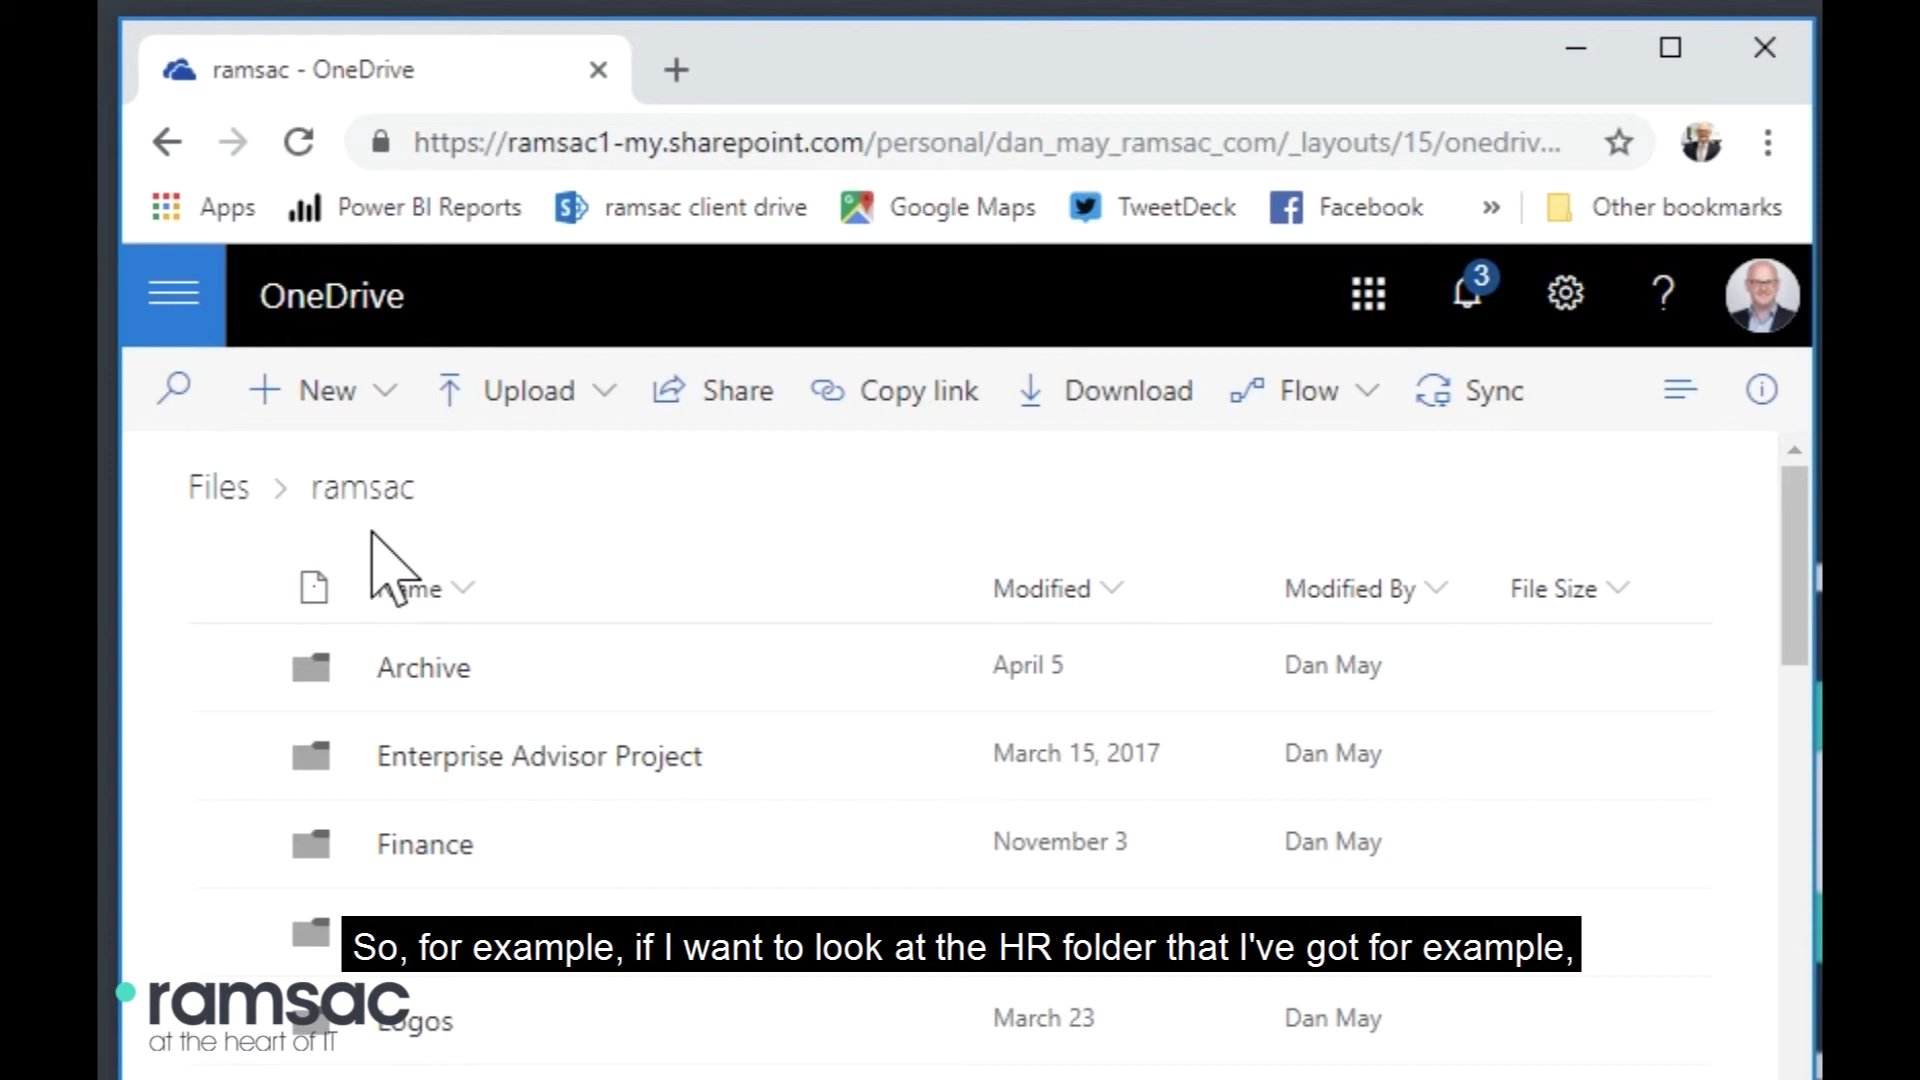 ramsac - OneDrive
https://ramsac1-my.sharepoint.com/personal/dan_may_ramsac_com/_layouts/15/onedriv...
Apps Power BI Reports ramsac client drive Google Maps TweetDeck Facebook » Other bookmarks
OneDrive 3 ?
New Upload Share Copy link Download Flow Sync
Files > ramsac
Name Modified Modified By File Size
Archive April 5 Dan May
Enterprise Advisor Project March 15, 2017 Dan May
Finance November 3 Dan May
So, for example, if I want to look at the HR folder that I've got for example,
ramsac
at the heart of IT
Logos March 23 Dan May